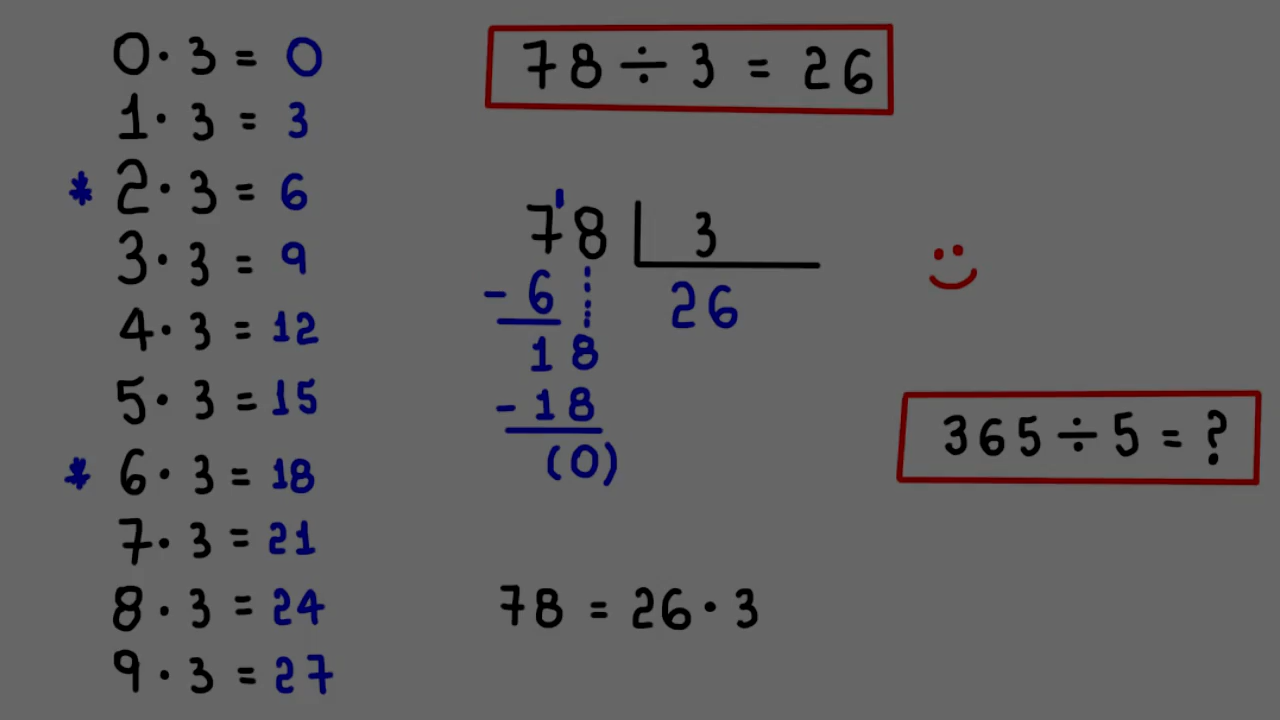 0 · 3 = 0
1 · 3 = 3
* 2 · 3 = 6
3 · 3 = 9
4 · 3 = 12
5 · 3 = 15
* 6 · 3 = 18
7 · 3 = 21
8 · 3 = 24
9 · 3 = 27
78 ÷ 3 = 26
7'8 | 3
- 6 26
18
- 18
(0)
78 = 26 · 3
365 ÷ 5 = ?